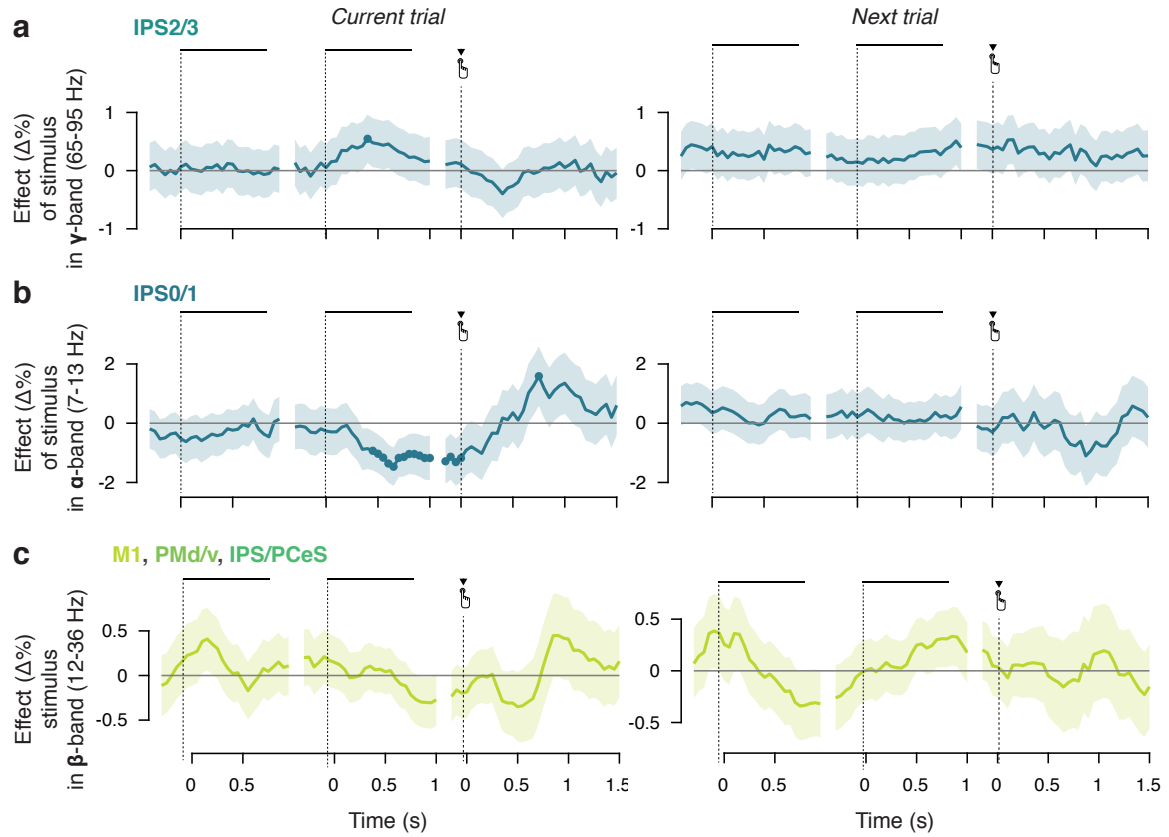 a
IPS2/3
Current trial
Next trial
Effect (Δ%)
of stimulus
in γ-band (65-95 Hz)
1
0
-1
1
0
-1
b
IPS0/1
Effect (Δ%)
of stimulus
in α-band (7-13 Hz)
2
0
-2
2
0
-2
c
M1, PMd/v, IPS/PCeS
Effect (Δ%)
stimulus
in β-band (12-36 Hz)
0.5
0
-0.5
0.5
0
-0.5
0 0.5 0 0.5 1 0 0.5 1 1.5
0 0.5 0 0.5 1 0 0.5 1 1.5
Time (s)
Time (s)